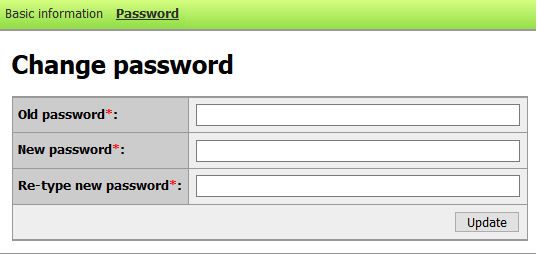 Basic information Password
Change password
Old password*:
New password*:
Re-type new password*:
Update